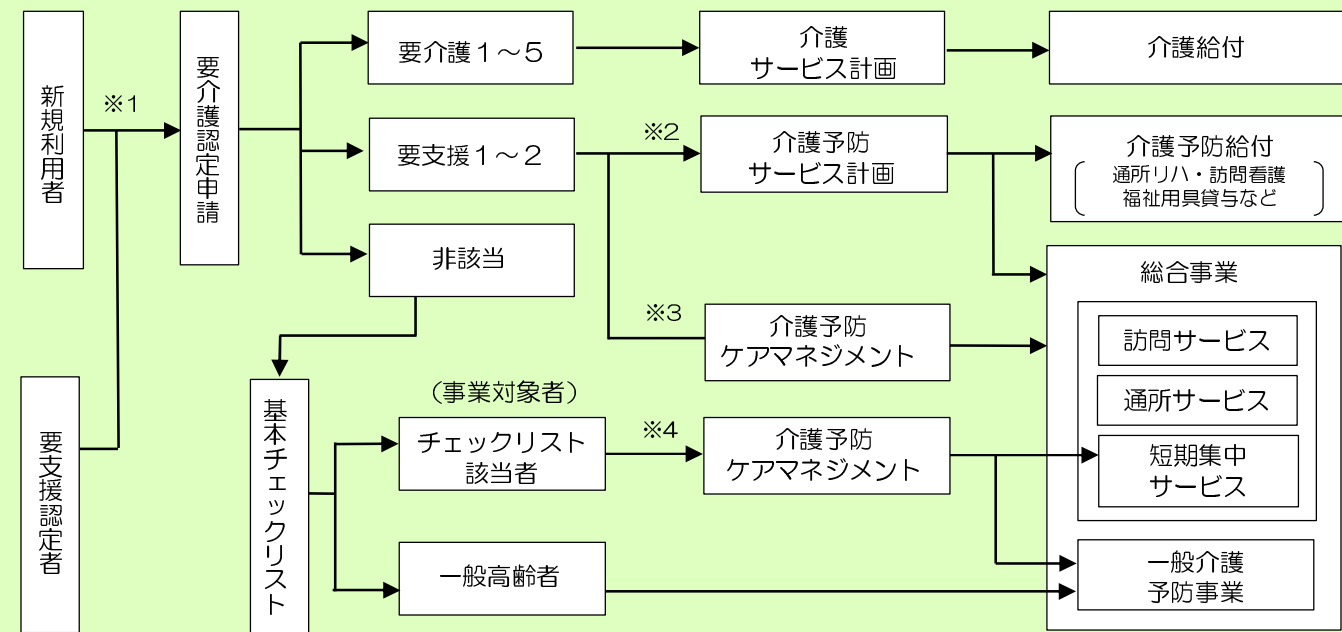 新規利用者
※1
要介護認定申請
要介護１～５
介護
サービス計画
介護給付
要支援１～２
※2
介護予防
サービス計画
介護予防給付
通所リハ・訪問看護
福祉用具貸与など
非該当
総合事業
※3
介護予防
ケアマネジメント
訪問サービス
通所サービス
短期集中
サービス
要支援認定者
基本チェックリスト
（事業対象者）
チェックリスト
該当者
※4
介護予防
ケアマネジメント
一般高齢者
一般介護
予防事業